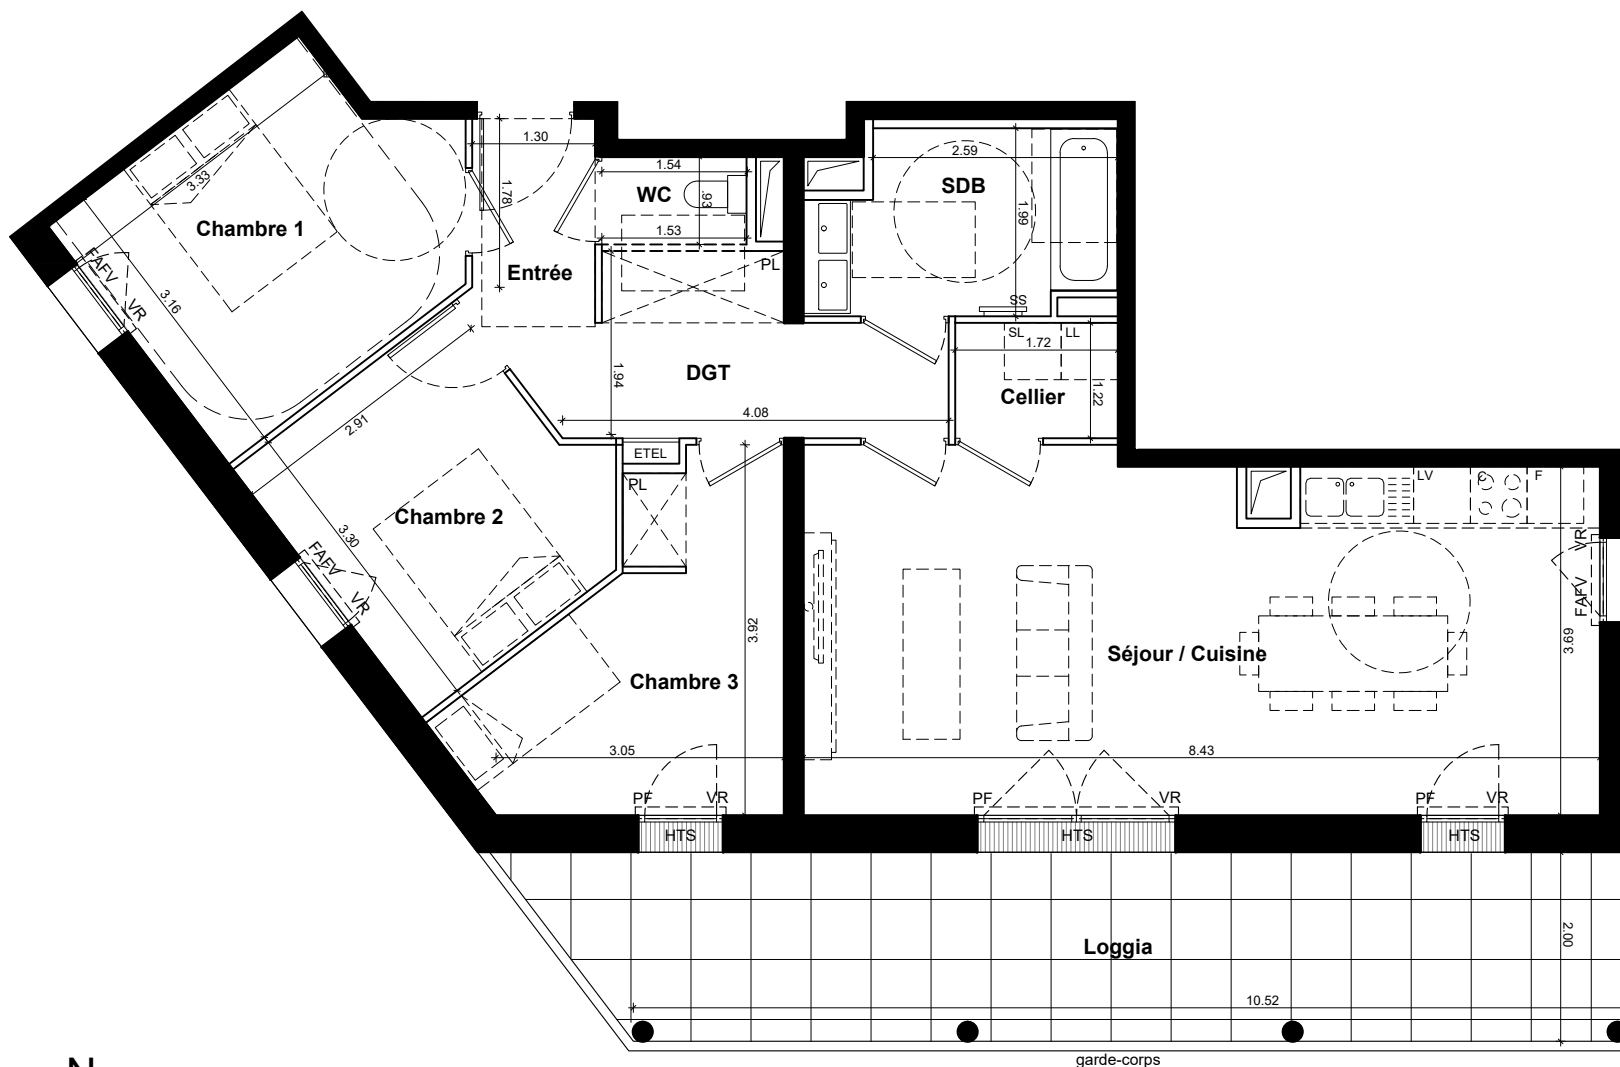 1.30
1.54
2.59
WC
SDB
3.33
1.78
.93
1.99
Chambre 1
1.53
Entrée
PL
FAFV
VR
3.16
SS
SL
LL
1.72
DGT
1.94
Cellier
1.22
2.91
4.08
ETEL
PL
LV
C
F
Chambre 2
3.30
FAFV
VR
VR
FAFV
3.92
3.69
Séjour / Cuisine
Chambre 3
3.05
8.43
PF
VR
PF
VR
PF
VR
HTS
HTS
HTS
Loggia
2.00
10.52
garde-corps
N